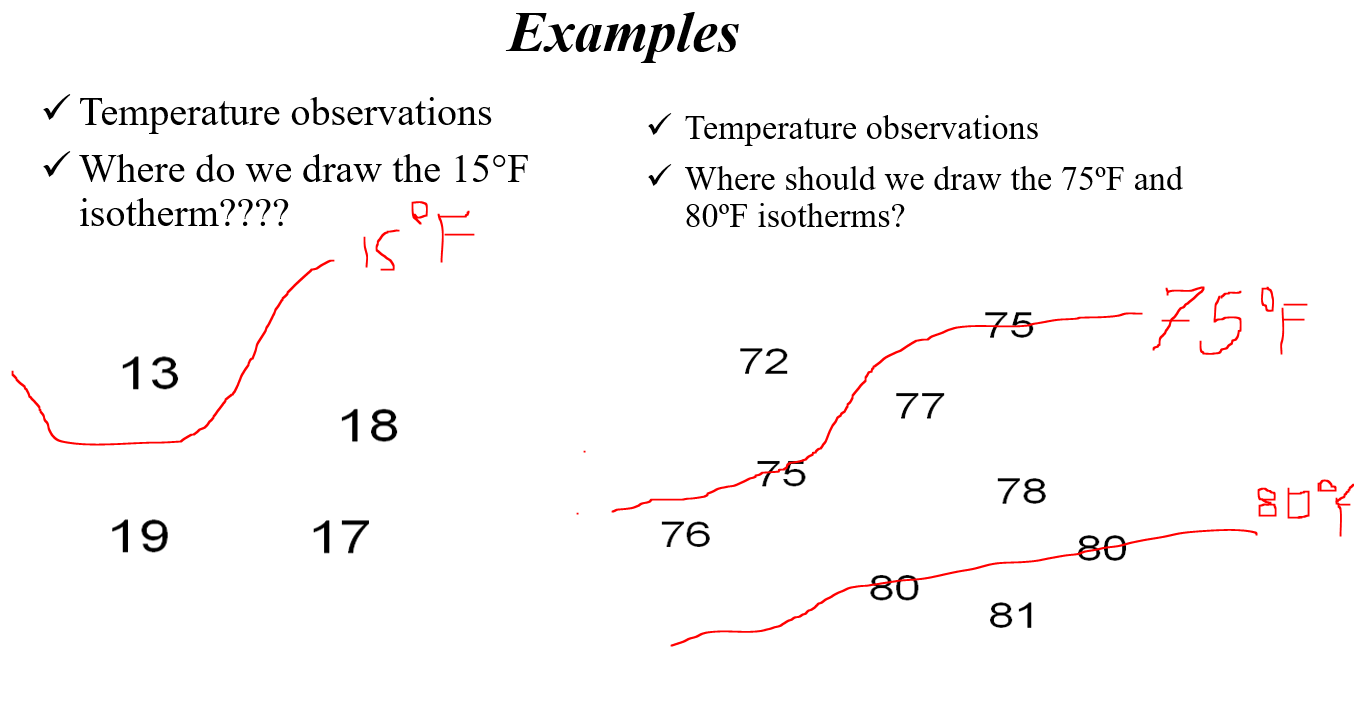 Examples
✓ Temperature observations
✓ Where do we draw the 15°F
isotherm????
15°F
13
18
19
17
✓ Temperature observations
✓ Where should we draw the 75ºF and
80ºF isotherms?
75°F
75
72
77
75
78
80°F
76
80
80
81